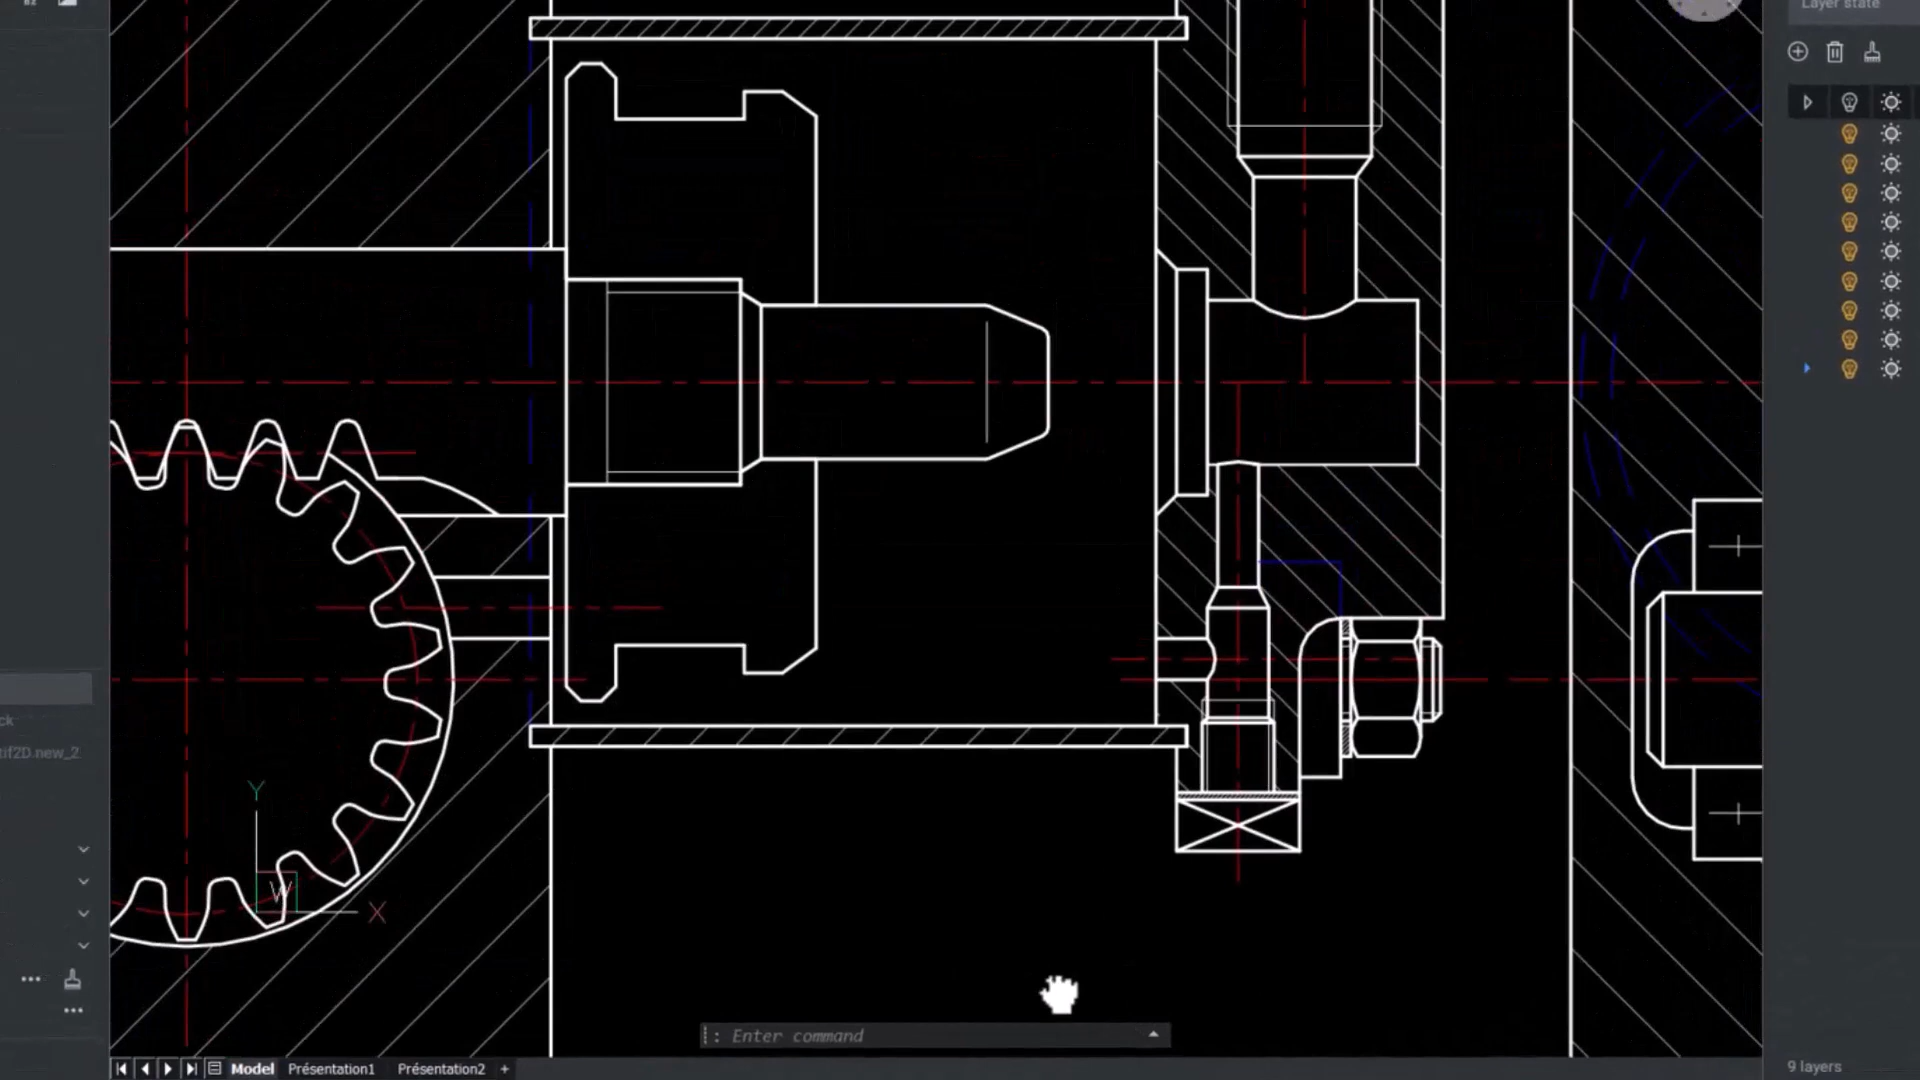 Layer state
ck
tif2D.new_2.
Y
W
X
: Enter command
Model Présentation1 Présentation2 +
9 layers